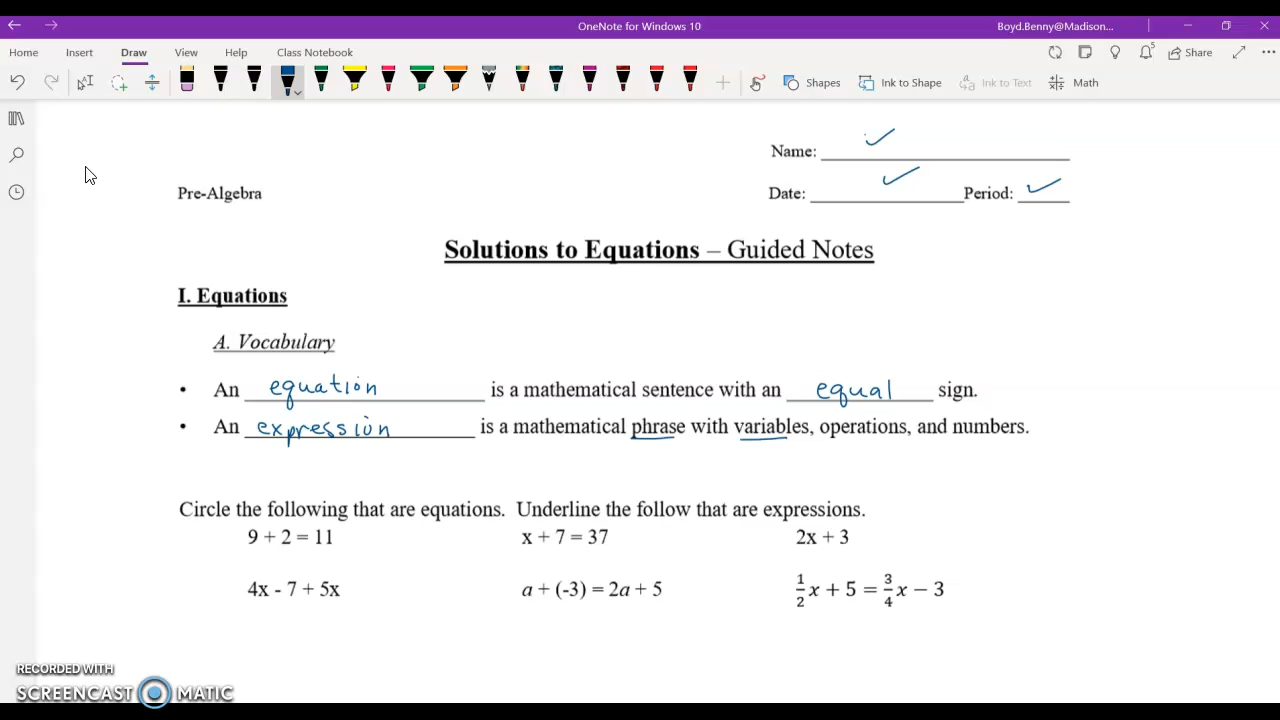 OneNote for Windows 10
Boyd.Benny@Madison...
Home Insert Draw View Help Class Notebook
5 Share
Shapes Ink to Shape Ink to Text Math
Name:
Pre-Algebra Date: Period:
Solutions to Equations – Guided Notes
I. Equations
A. Vocabulary
• An equation is a mathematical sentence with an equal sign.
• An expression is a mathematical phrase with variables, operations, and numbers.
Circle the following that are equations. Underline the follow that are expressions.
9 + 2 = 11 x + 7 = 37 2x + 3
4x - 7 + 5x a + (-3) = 2a + 5 1/2 x + 5 = 3/4 x − 3
RECORDED WITH
SCREENCAST MATIC